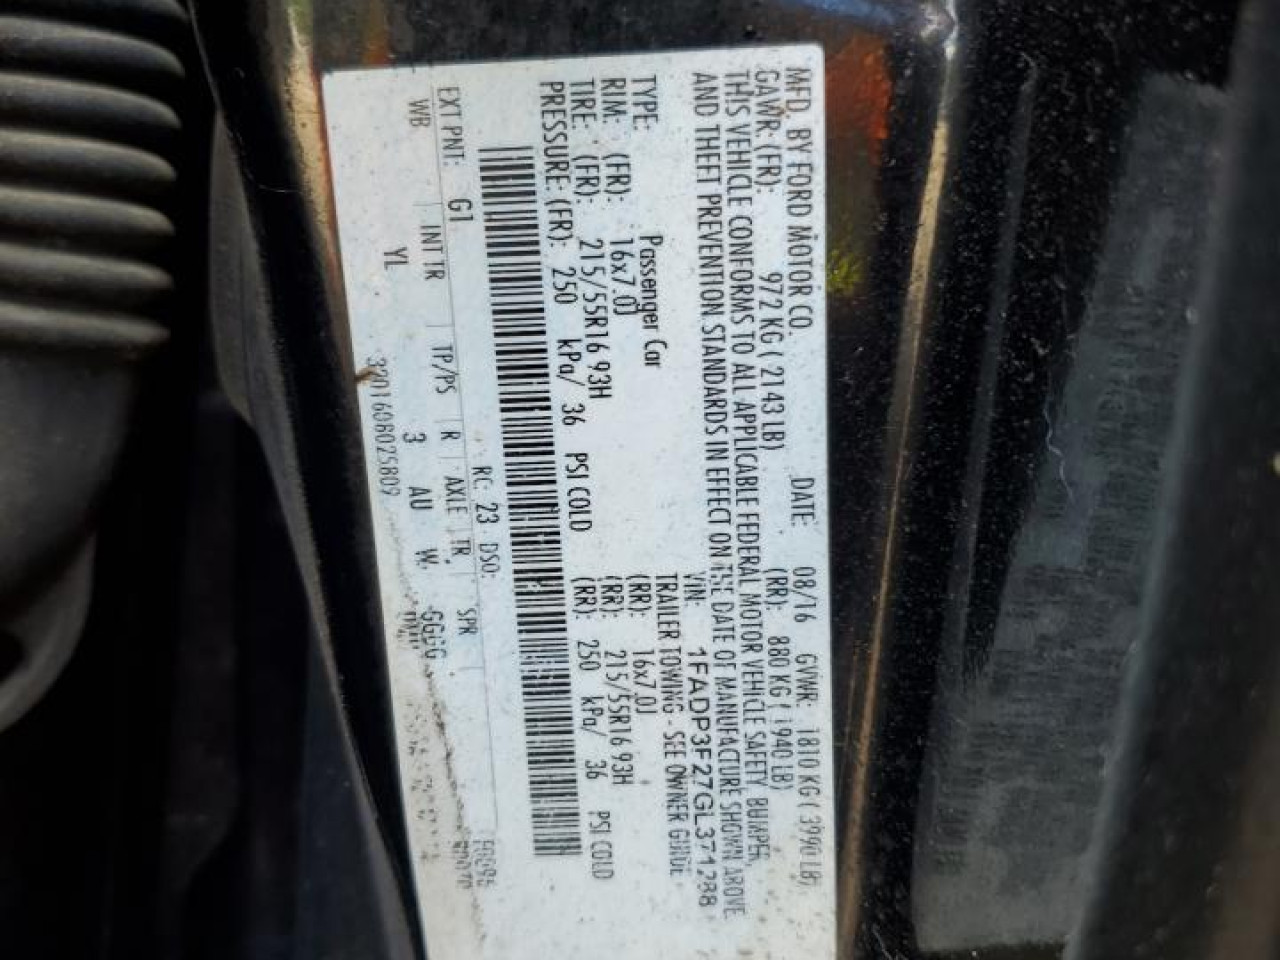 MFD. BY FORD MOTOR CO. DATE: 08/16 GVWR: 1810 KG ( 3990 LB)
GAWR: (FR): 972 KG ( 2143 LB) (RR): 880 KG ( 1940 LB)
THIS VEHICLE CONFORMS TO ALL APPLICABLE FEDERAL MOTOR VEHICLE SAFETY, BUMPER,
AND THEFT PREVENTION STANDARDS IN EFFECT ON THE DATE OF MANUFACTURE SHOWN ABOVE
VIN: 1FADP3F27GL371288
TYPE: Passenger Car TRAILER TOWING - SEE OWNER GUIDE
RIM: (FR): 16x7.0J (RR): 16x7.0J
TIRE: (FR): 215/55R16 93H (RR): 215/55R16 93H
PRESSURE: (FR): 250 kPa/ 36 PSI COLD (RR): 250 kPa/ 36 PSI COLD
RC: 23 DSO:
EXT PNT: G1
WB INT TR TP/PS R AXLE TR SPR
YL 3 AU W GGGG
320160802S809